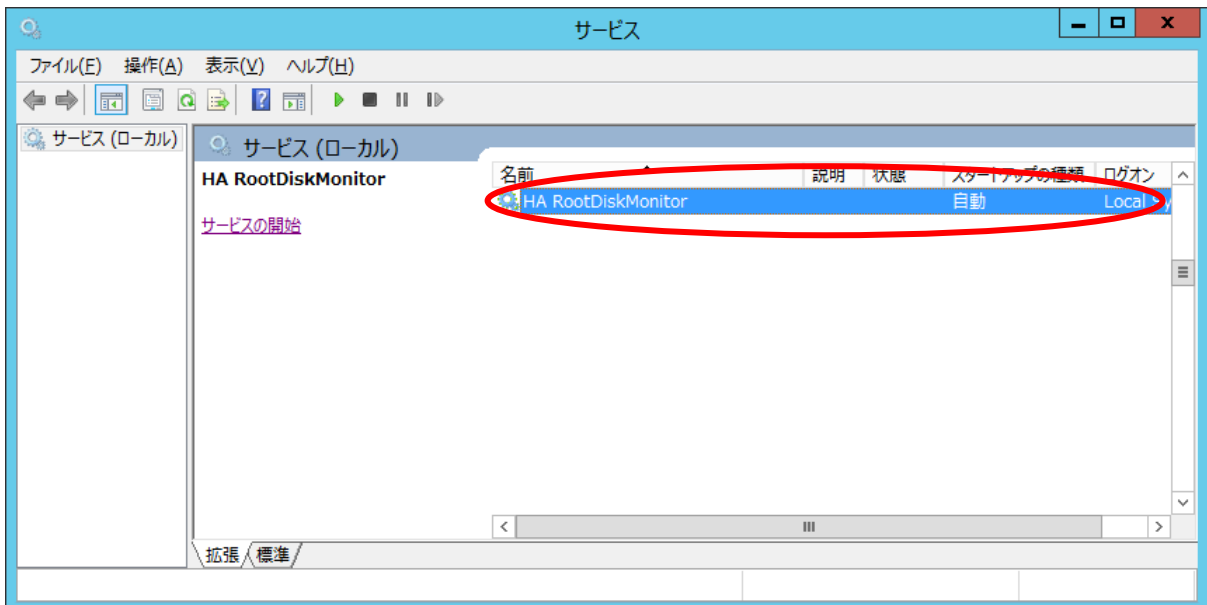 サービス
ファイル(F) 操作(A) 表示(V) ヘルプ(H)
サービス (ローカル)
サービス (ローカル)
HA RootDiskMonitor
サービスの開始
名前 説明 状態 スタートアップの種類 ログオン
HA RootDiskMonitor 自動 Local Sy
拡張 標準